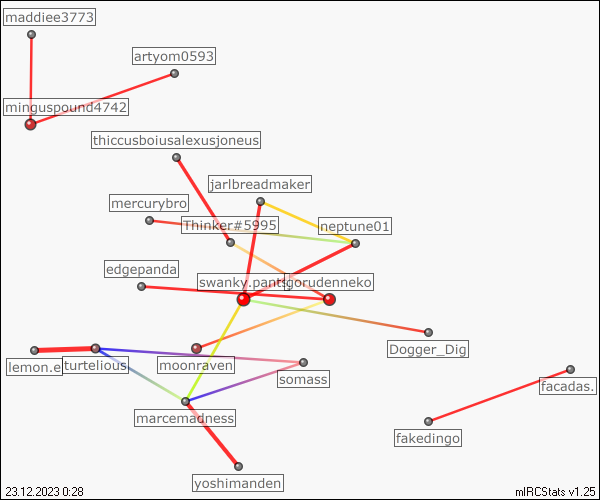 maddiee3773
artyom0593
minguspound4742
thiccusboiusalexusjoneus
jarlbreadmaker
mercurybro
Thinker#5995
neptune01
edgepanda
swanky.pants
gorudenneko
Dogger_Dig
lemon.e
turtelious
moonraven
somass
facadas.
marcemadness
fakedingo
yoshimanden
23.12.2023 0:28
mIRCStats v1.25